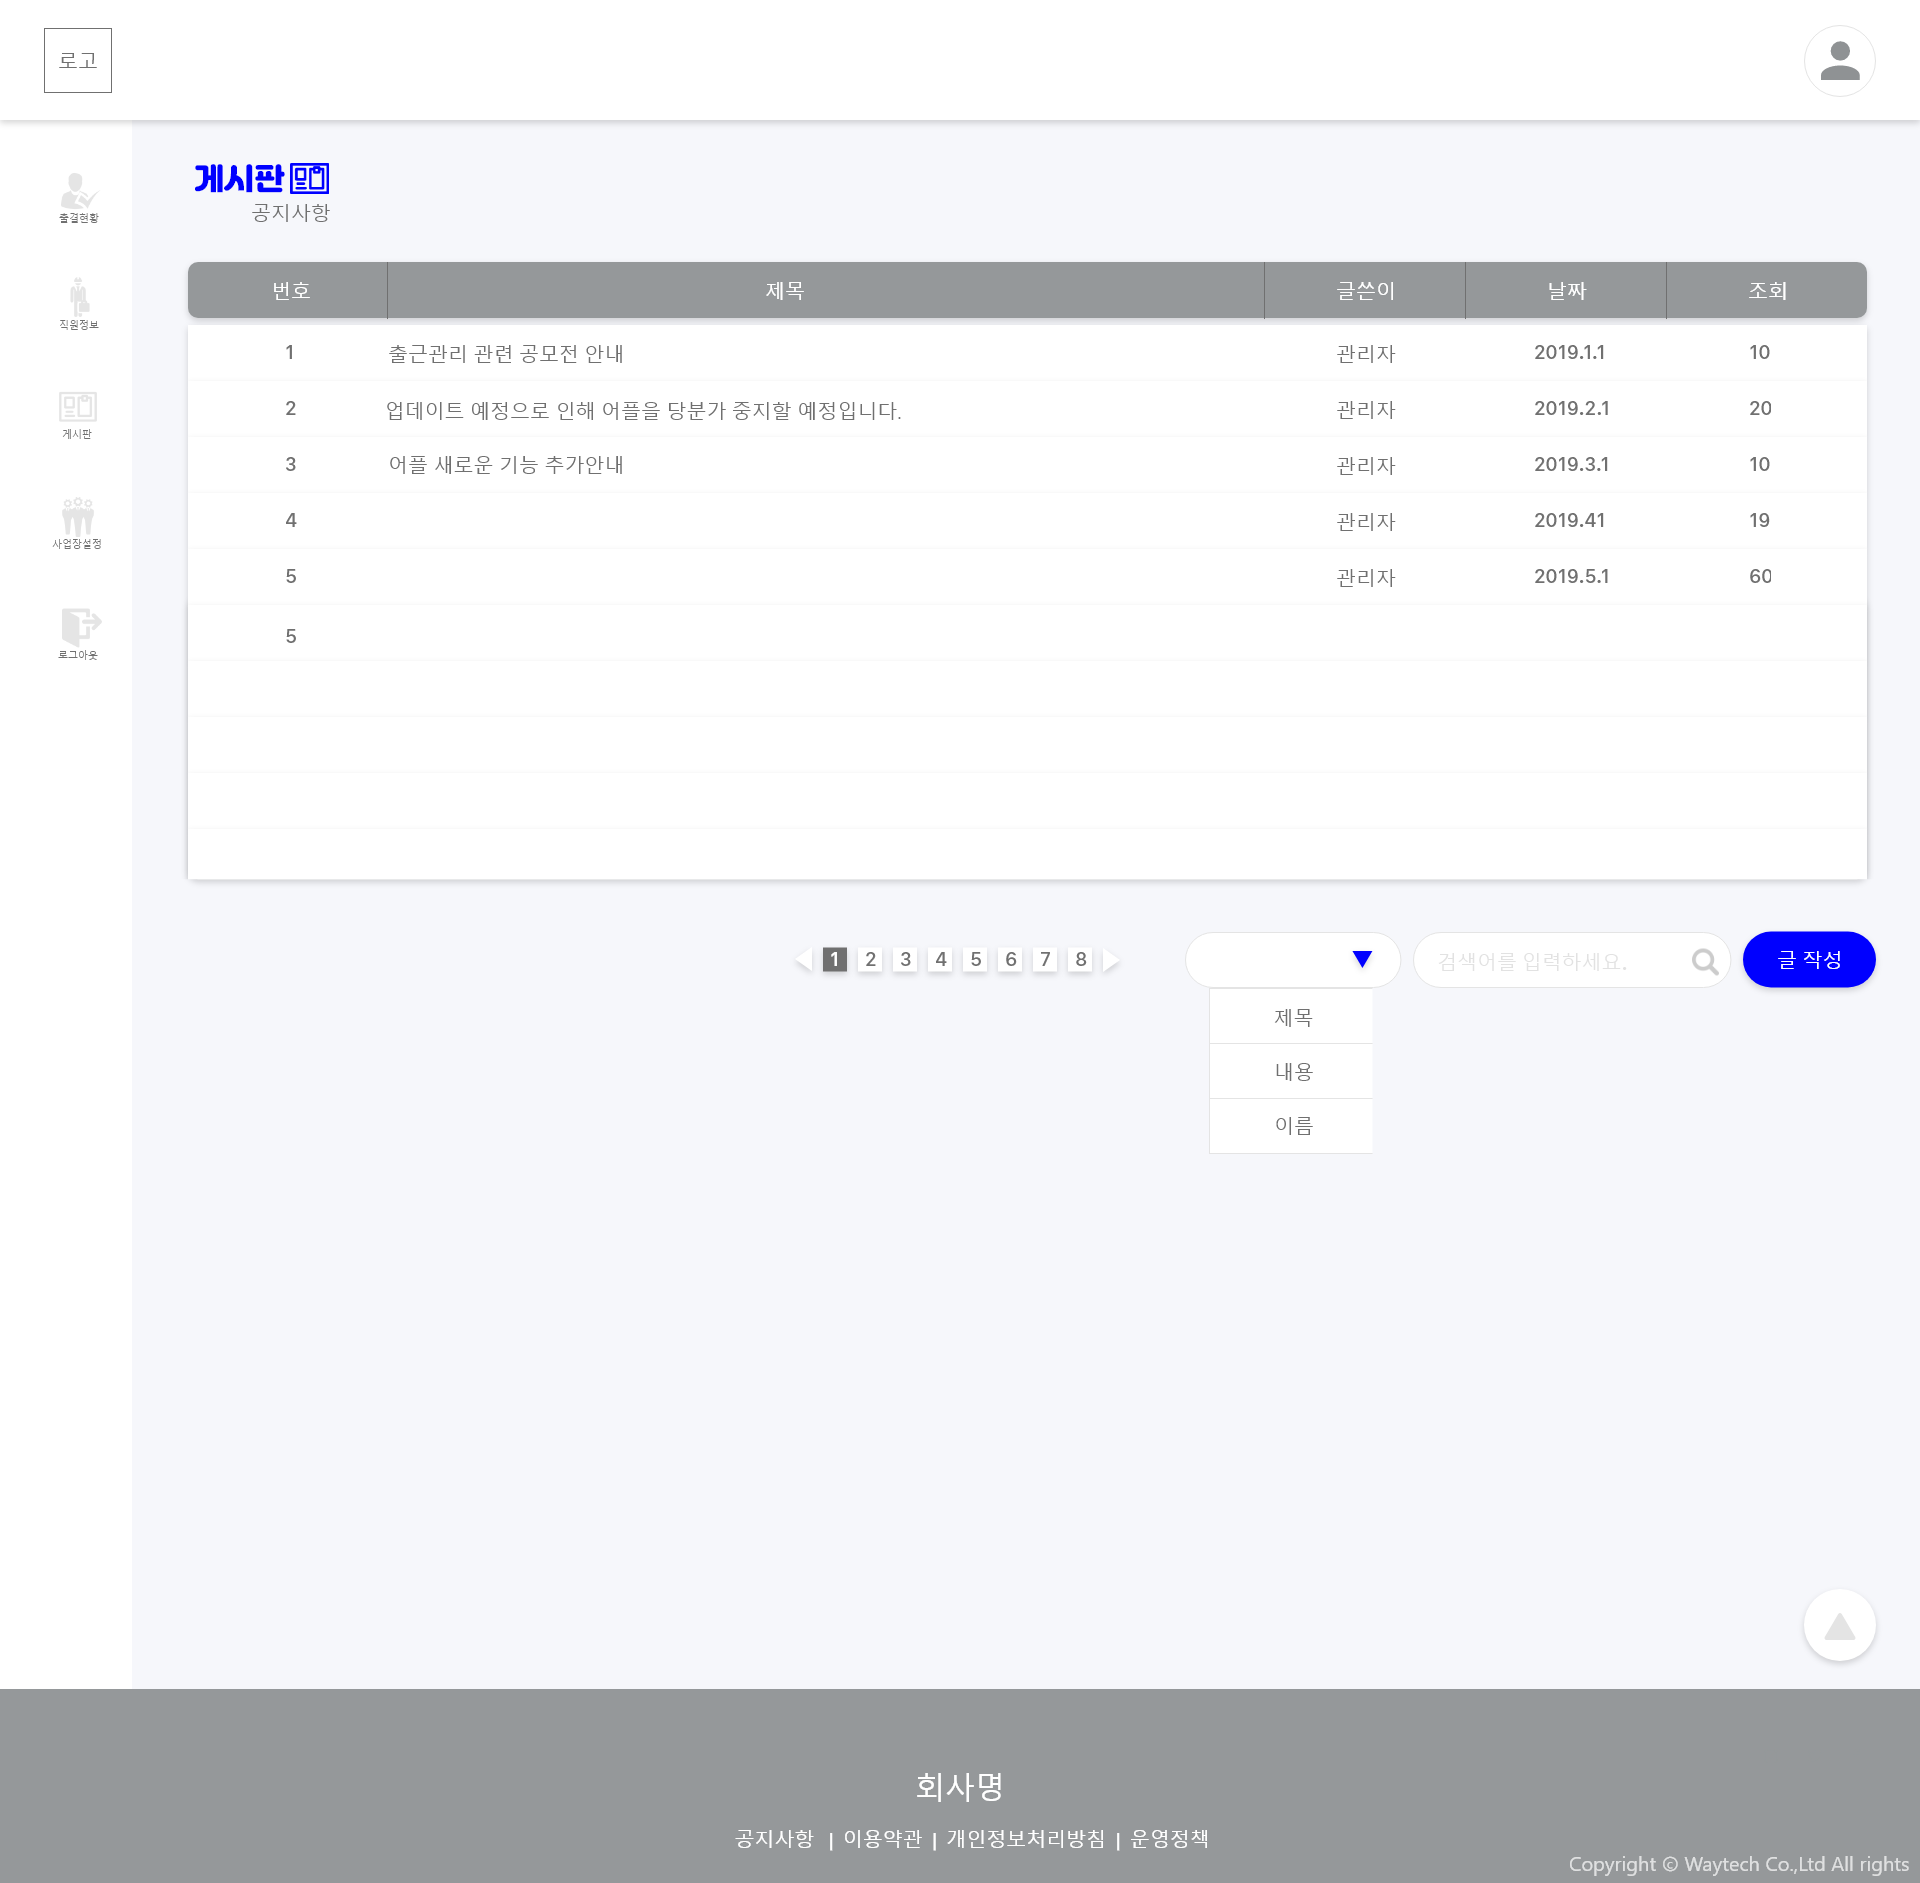 로고
출결현황
직원정보
게시판
사업장설정
로그아웃
게시판
공지사항
번호 제목 글쓴이 날짜 조회
1 출근관리 관련 공모전 안내 관리자 2019.1.1 10
2 업데이트 예정으로 인해 어플을 당분가 중지할 예정입니다. 관리자 2019.2.1 20
3 어플 새로운 기능 추가안내 관리자 2019.3.1 10
4 관리자 2019.41 19
5 관리자 2019.5.1 60
5
1 2 3 4 5 6 7 8 검색어를 입력하세요. 글 작성
제목
내용
이름
회사명
공지사항 | 이용약관 | 개인정보처리방침 | 운영정책
Copyright © Waytech Co.,Ltd All rights